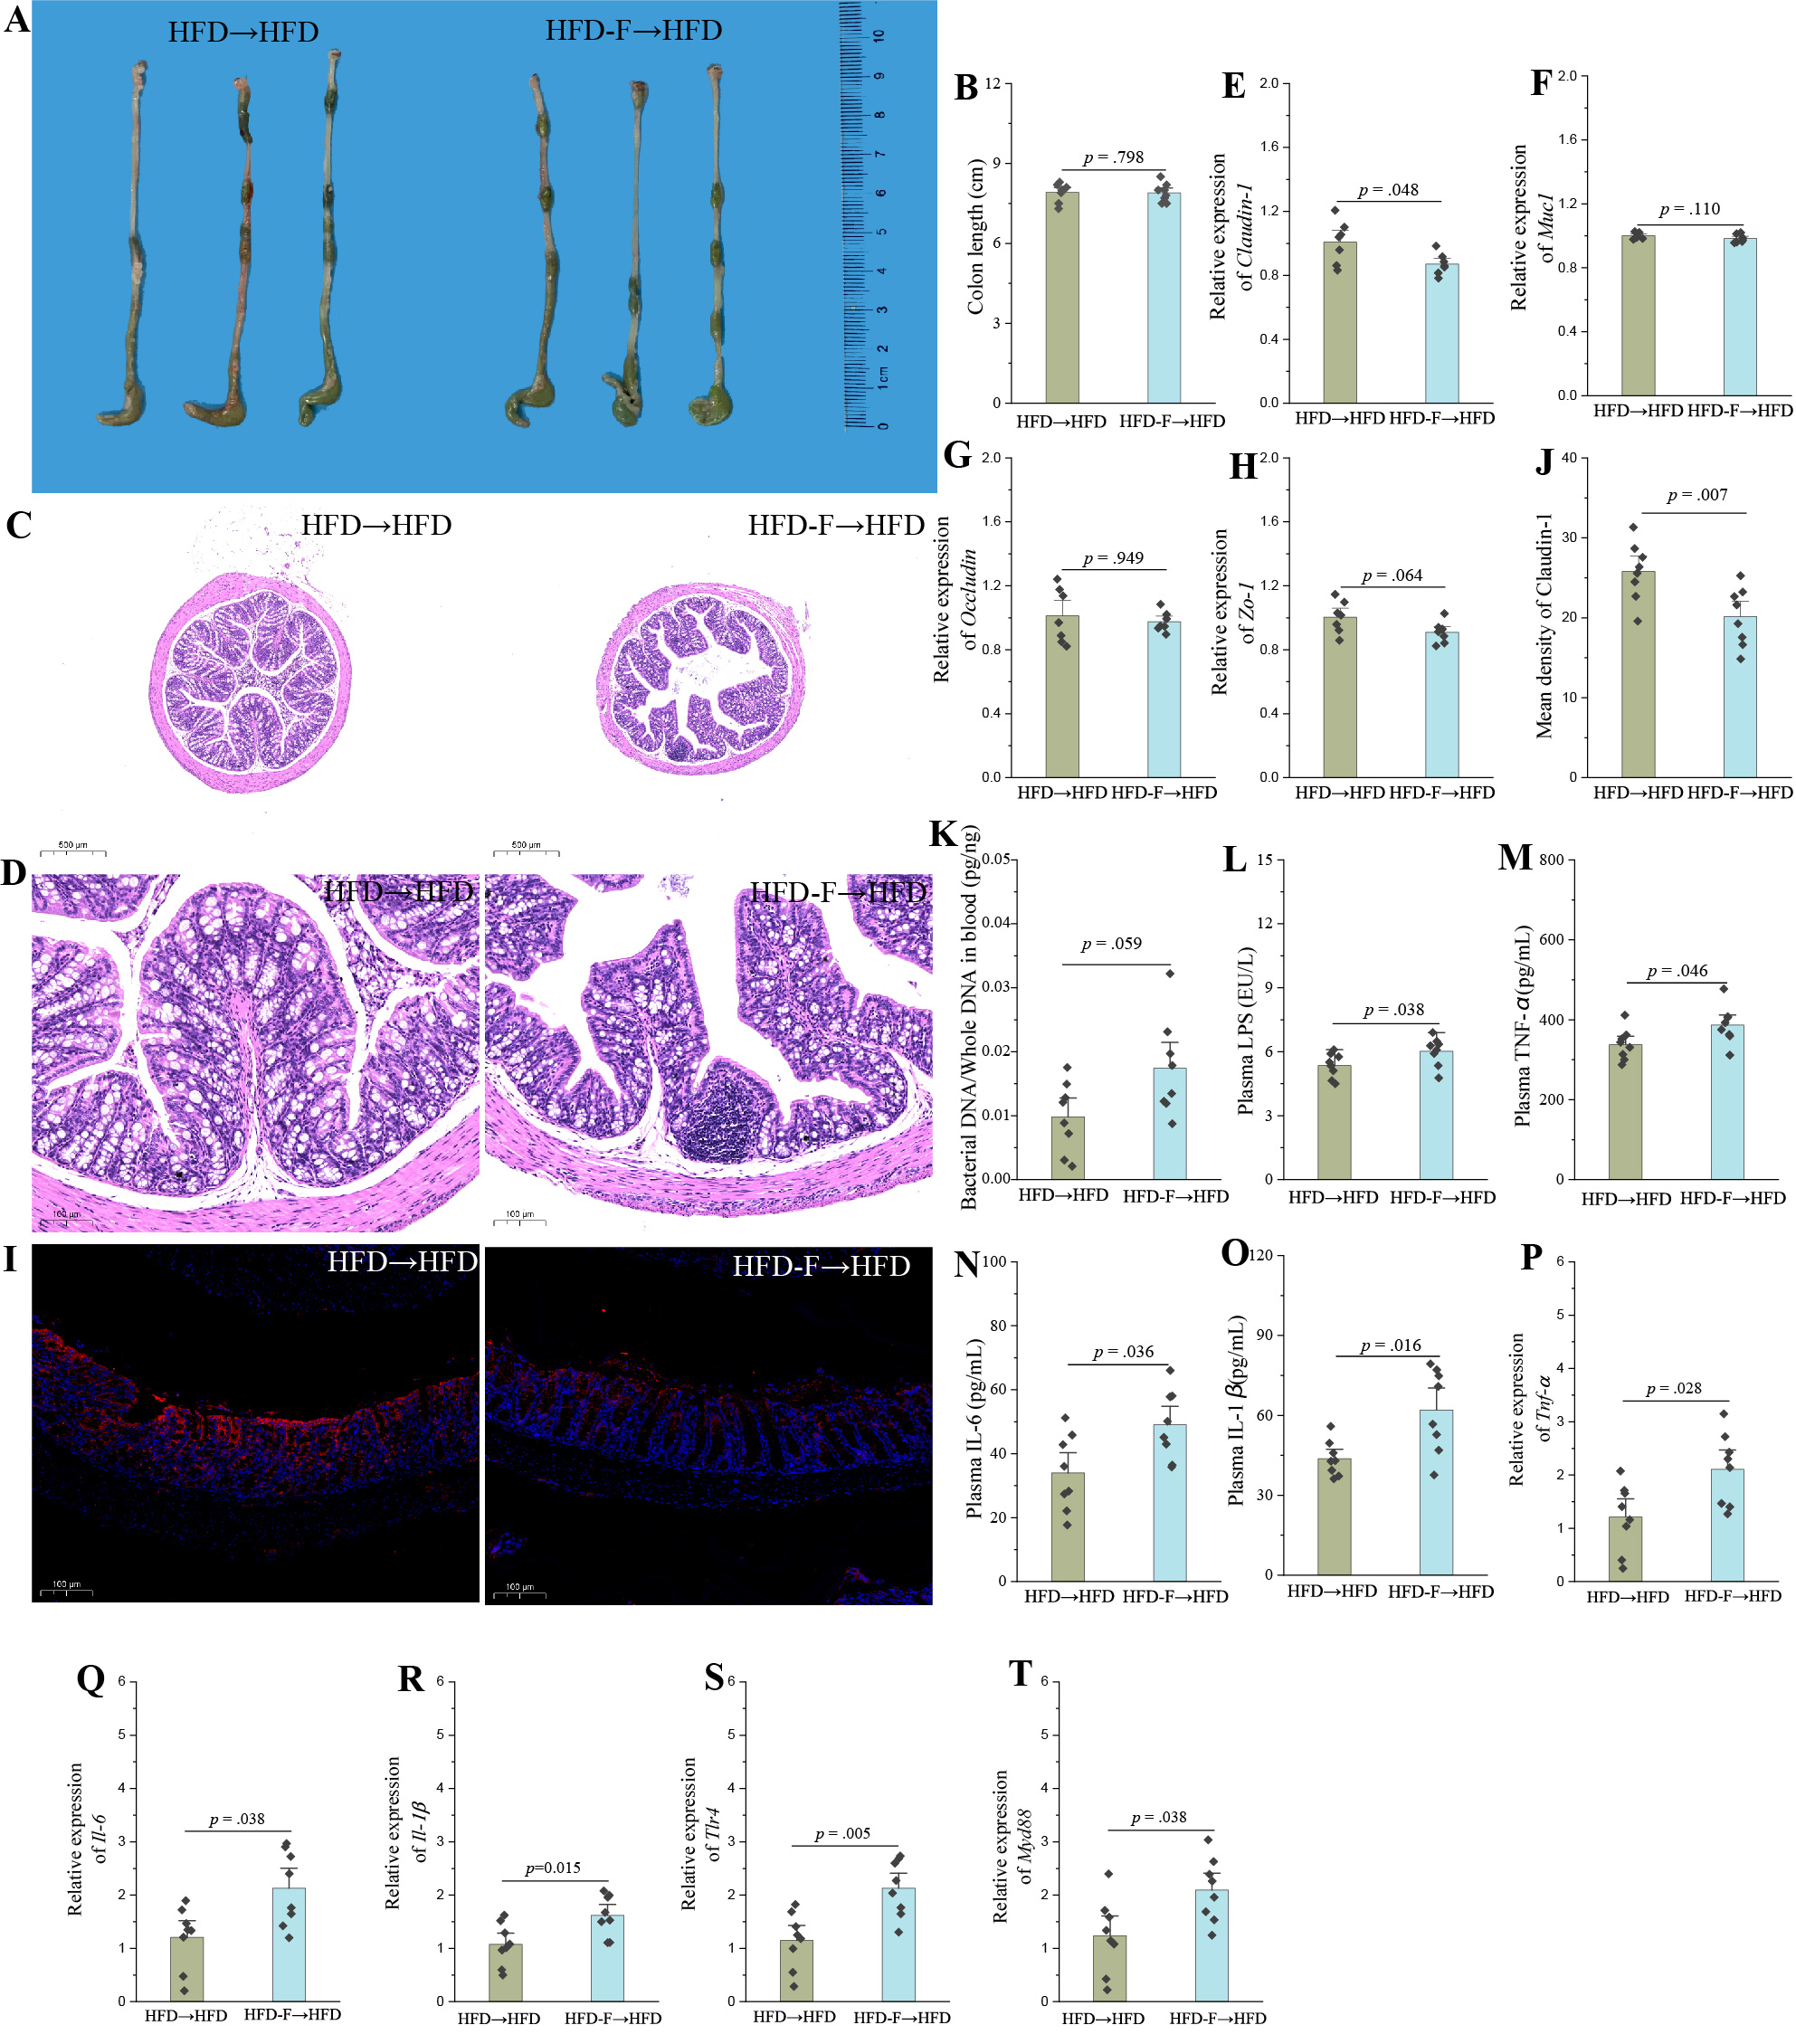 A
HFD→HFD
HFD-F→HFD
10
9
8
7
6
5
4
3
2
1cm
0
B
12
9
6
3
0
Colon length (cm)
p = .798
HFD→HFD
HFD-F→HFD
E
2.0
1.6
1.2
0.8
0.4
0.0
Relative expression
of Claudin-1
p = .048
HFD→HFD
HFD-F→HFD
F
2.0
1.6
1.2
0.8
0.4
0.0
Relative expression
of Muc1
p = .110
HFD→HFD
HFD-F→HFD
C
HFD→HFD
HFD-F→HFD
500 μm
500 μm
G
2.0
1.6
1.2
0.8
0.4
0.0
Relative expression
of Occludin
p = .949
HFD→HFD
HFD-F→HFD
H
2.0
1.6
1.2
0.8
0.4
0.0
Relative expression
of Zo-1
p = .064
HFD→HFD
HFD-F→HFD
J
40
30
20
10
0
Mean density of Claudin-1
p = .007
HFD→HFD
HFD-F→HFD
D
HFD→HFD
HFD-F→HFD
100 μm
100 μm
K
0.05
0.04
0.03
0.02
0.01
0.00
Bacterial DNA/Whole DNA in blood (pg/ng)
p = .059
HFD→HFD
HFD-F→HFD
L
15
12
9
6
3
0
Plasma LPS (EU/L)
p = .038
HFD→HFD
HFD-F→HFD
M
800
600
400
200
0
Plasma TNF-α(pg/mL)
p = .046
HFD→HFD
HFD-F→HFD
I
HFD→HFD
HFD-F→HFD
100 μm
100 μm
N
100
80
60
40
20
0
Plasma IL-6 (pg/mL)
p = .036
HFD→HFD
HFD-F→HFD
O
120
90
60
30
0
Plasma IL-1 β(pg/mL)
p = .016
HFD→HFD
HFD-F→HFD
P
6
5
4
3
2
1
0
Relative expression
of Tnf-α
p = .028
HFD→HFD
HFD-F→HFD
Q
6
5
4
3
2
1
0
Relative expression
of Il-6
p = .038
HFD→HFD
HFD-F→HFD
R
6
5
4
3
2
1
0
Relative expression
of Il-1β
p=0.015
HFD→HFD
HFD-F→HFD
S
6
5
4
3
2
1
0
Relative expression
of Tlr4
p = .005
HFD→HFD
HFD-F→HFD
T
6
5
4
3
2
1
0
Relative expression
of Myd88
p = .038
HFD→HFD
HFD-F→HFD